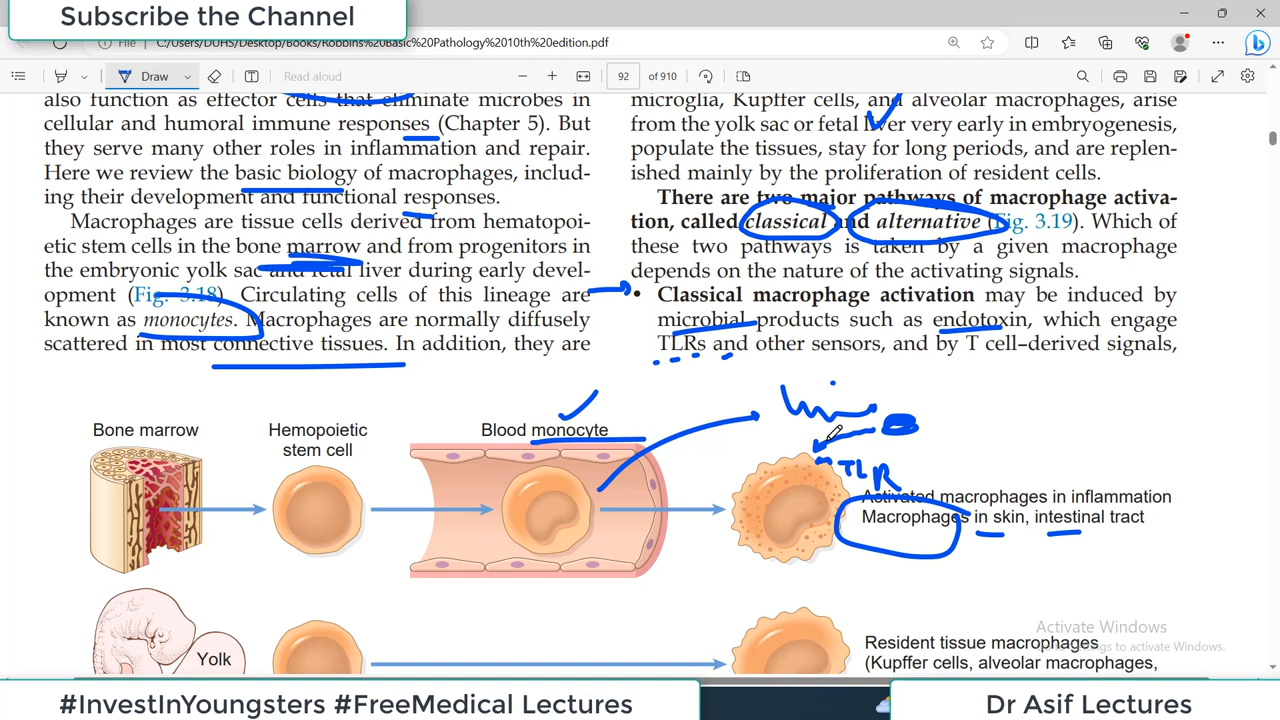 Subscribe the Channel
File
C:/Users/DUHS/Desktop/Books/Robbins%20Basic%20Pathology%2010th%20edition.pdf
Draw
Read aloud
92
of 910
also function as effector cells that eliminate microbes in
cellular and humoral immune responses (Chapter 5). But
they serve many other roles in inflammation and repair.
Here we review the basic biology of macrophages, includ-
ing their development and functional responses.
Macrophages are tissue cells derived from hematopoi-
etic stem cells in the bone marrow and from progenitors in
the embryonic yolk sac and fetal liver during early devel-
opment (Fig. 3.18). Circulating cells of this lineage are
known as monocytes. Macrophages are normally diffusely
scattered in most connective tissues. In addition, they are
microglia, Kupffer cells, and alveolar macrophages, arise
from the yolk sac or fetal liver very early in embryogenesis,
populate the tissues, stay for long periods, and are replen-
ished mainly by the proliferation of resident cells.
There are two major pathways of macrophage activa-
tion, called classical and alternative (Fig. 3.19). Which of
these two pathways is taken by a given macrophage
depends on the nature of the activating signals.
• Classical macrophage activation may be induced by
microbial products such as endotoxin, which engage
TLRs and other sensors, and by T cell–derived signals,
Bone marrow
Hemopoietic
stem cell
Blood monocyte
TLR
Activated macrophages in inflammation
Macrophages in skin, intestinal tract
Yolk
Resident tissue macrophages
(Kupffer cells, alveolar macrophages,
Activate Windows
Go to Settings to activate Windows.
#InvestInYoungsters #FreeMedical Lectures
Dr Asif Lectures